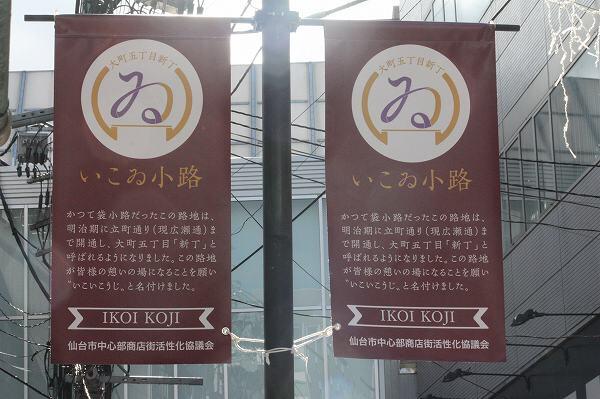 大町五丁目新丁
ゐ
いこゐ小路
かつて袋小路だったこの路地は、
明治期に立町通り(現広瀬通)ま
で開通し、大町五丁目「新丁」と
呼ばれるようになりました。この路地
が皆様の憩いの場になることを願い
"いこいこうじ"と名付けました。
IKOI KOJI
仙台市中心部商店街活性化協議会
大町五丁目新丁
ゐ
いこゐ小路
かつて袋小路だったこの路地は、
明治期に立町通り(現広瀬通)ま
で開通し、大町五丁目「新丁」と
呼ばれるようになりました。この路地
が皆様の憩いの場になることを願い
"いこいこうじ"と名付けました。
IKOI KOJI
仙台市中心部商店街活性化協議会